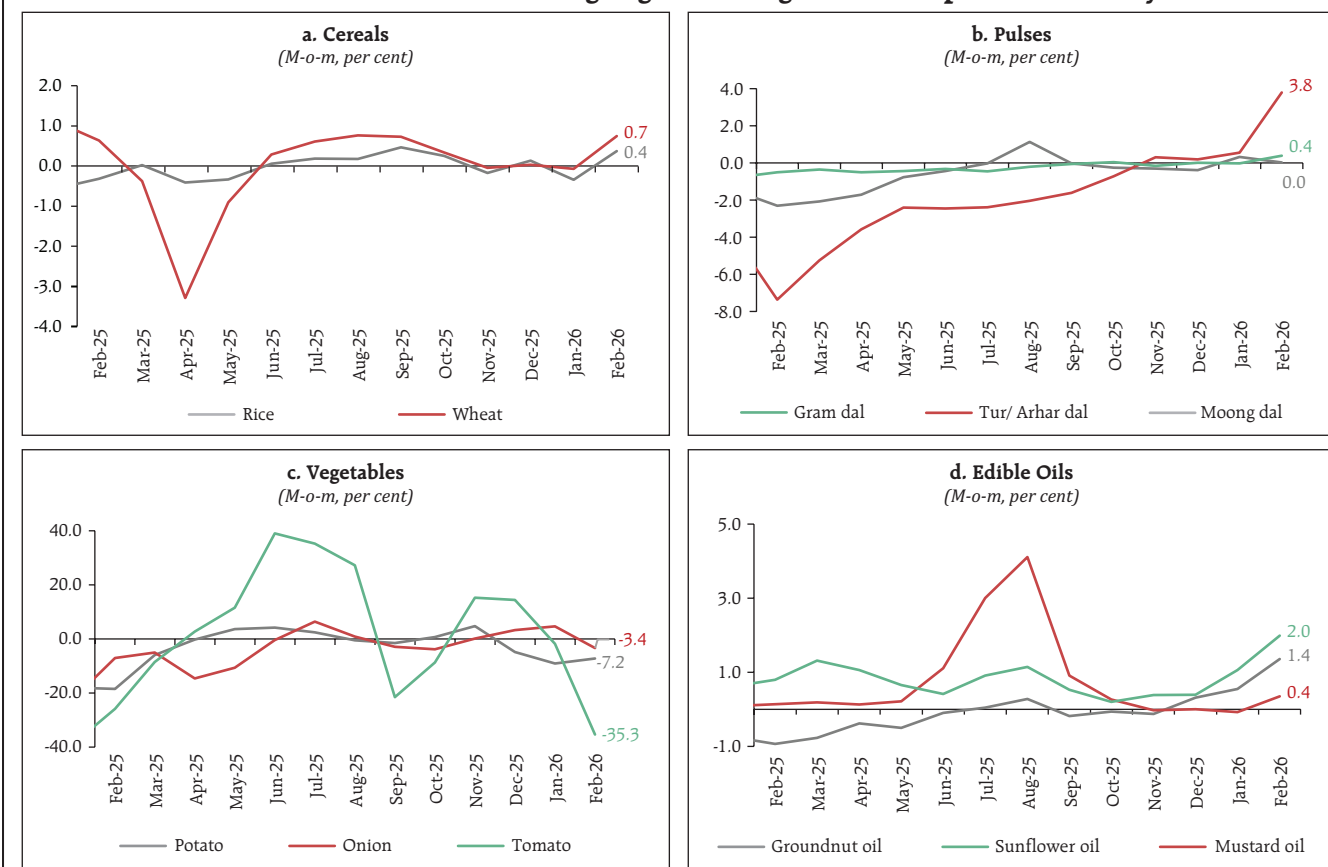 a. Cereals
(M-o-m, per cent)
2.0
1.0
0.0
-1.0
-2.0
-3.0
-4.0
0.7
0.4
Feb-25
Mar-25
Apr-25
May-25
Jun-25
Jul-25
Aug-25
Sep-25
Oct-25
Nov-25
Dec-25
Jan-26
Feb-26
Rice
Wheat
b. Pulses
(M-o-m, per cent)
4.0
2.0
0.0
-2.0
-4.0
-6.0
-8.0
3.8
0.4
0.0
Feb-25
Mar-25
Apr-25
May-25
Jun-25
Jul-25
Aug-25
Sep-25
Oct-25
Nov-25
Dec-25
Jan-26
Feb-26
Gram dal
Tur/ Arhar dal
Moong dal
c. Vegetables
(M-o-m, per cent)
40.0
20.0
0.0
-20.0
-40.0
-3.4
-7.2
-35.3
Feb-25
Mar-25
Apr-25
May-25
Jun-25
Jul-25
Aug-25
Sep-25
Oct-25
Nov-25
Dec-25
Jan-26
Feb-26
Potato
Onion
Tomato
d. Edible Oils
(M-o-m, per cent)
5.0
3.0
1.0
-1.0
2.0
1.4
0.4
Feb-25
Mar-25
Apr-25
May-25
Jun-25
Jul-25
Aug-25
Sep-25
Oct-25
Nov-25
Dec-25
Jan-26
Feb-26
Groundnut oil
Sunflower oil
Mustard oil